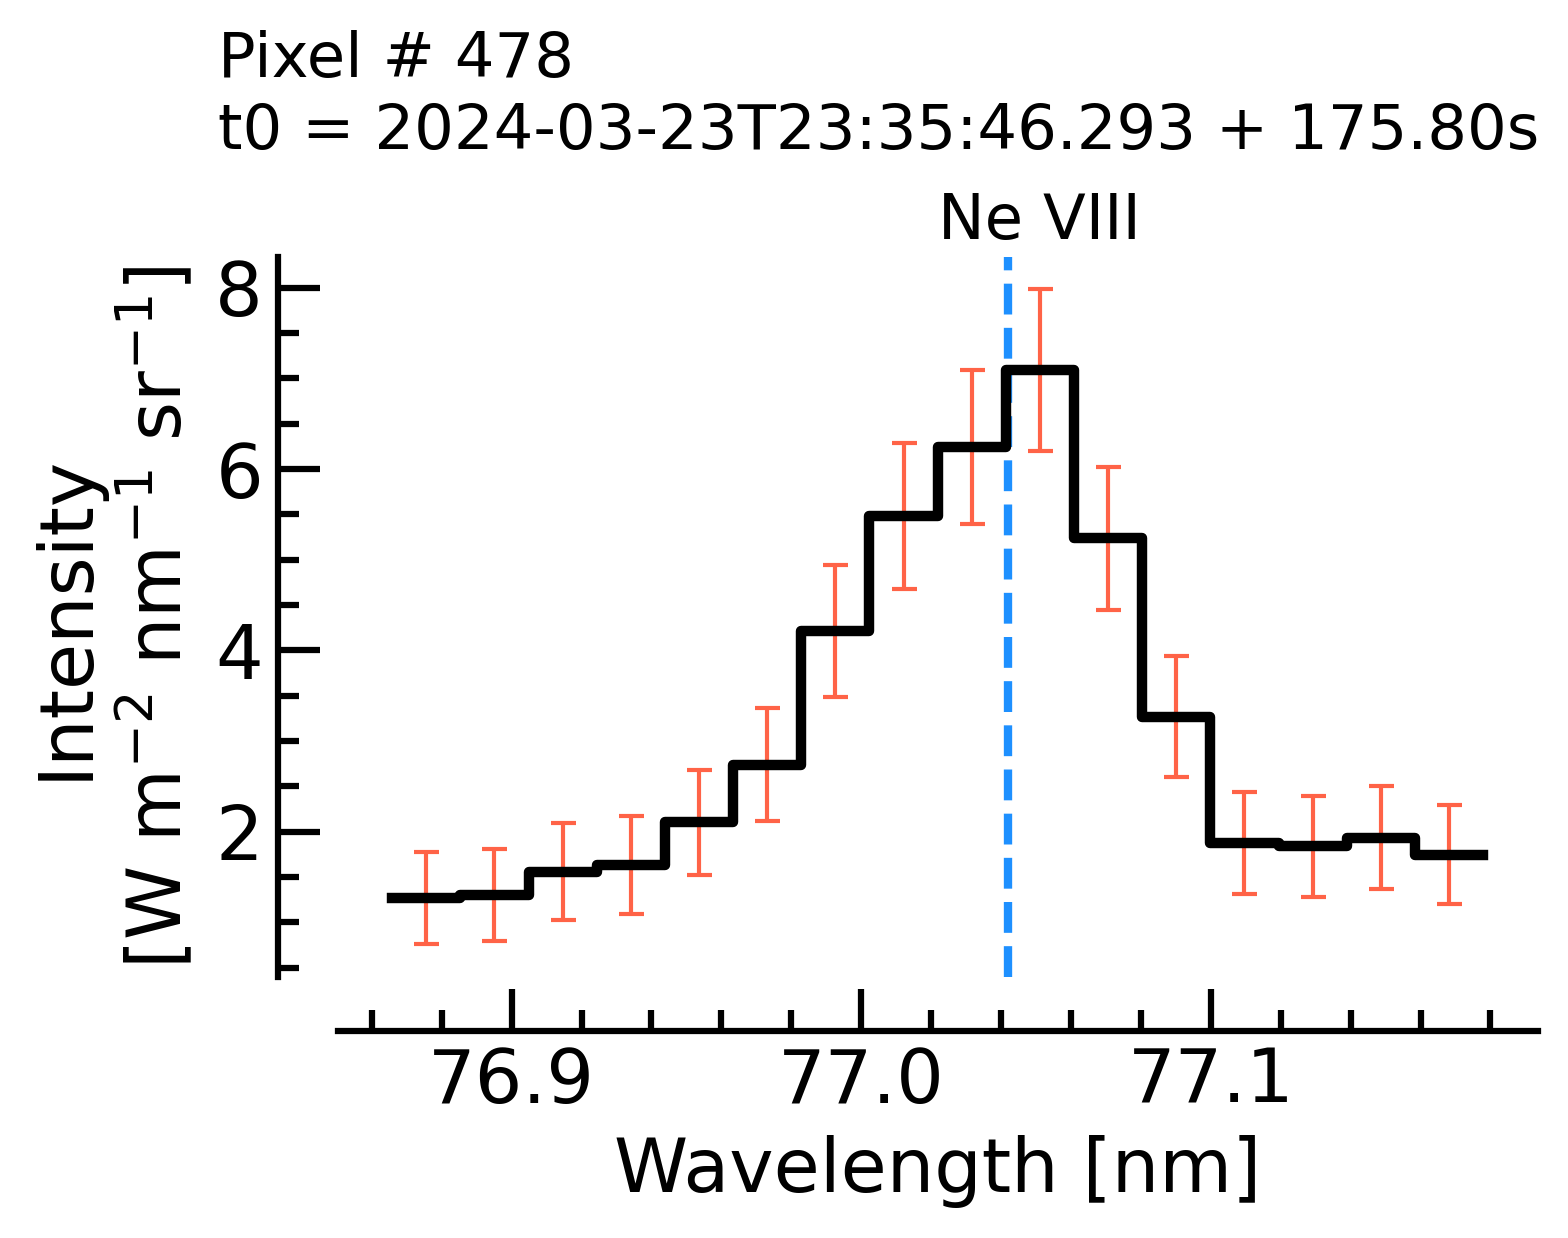 Pixel # 478
t0 = 2024-03-23T23:35:46.293 + 175.80s
Ne VIII
8
6
4
2
Intensity
[W m⁻² nm⁻¹ sr⁻¹]
76.9 77.0 77.1
Wavelength [nm]